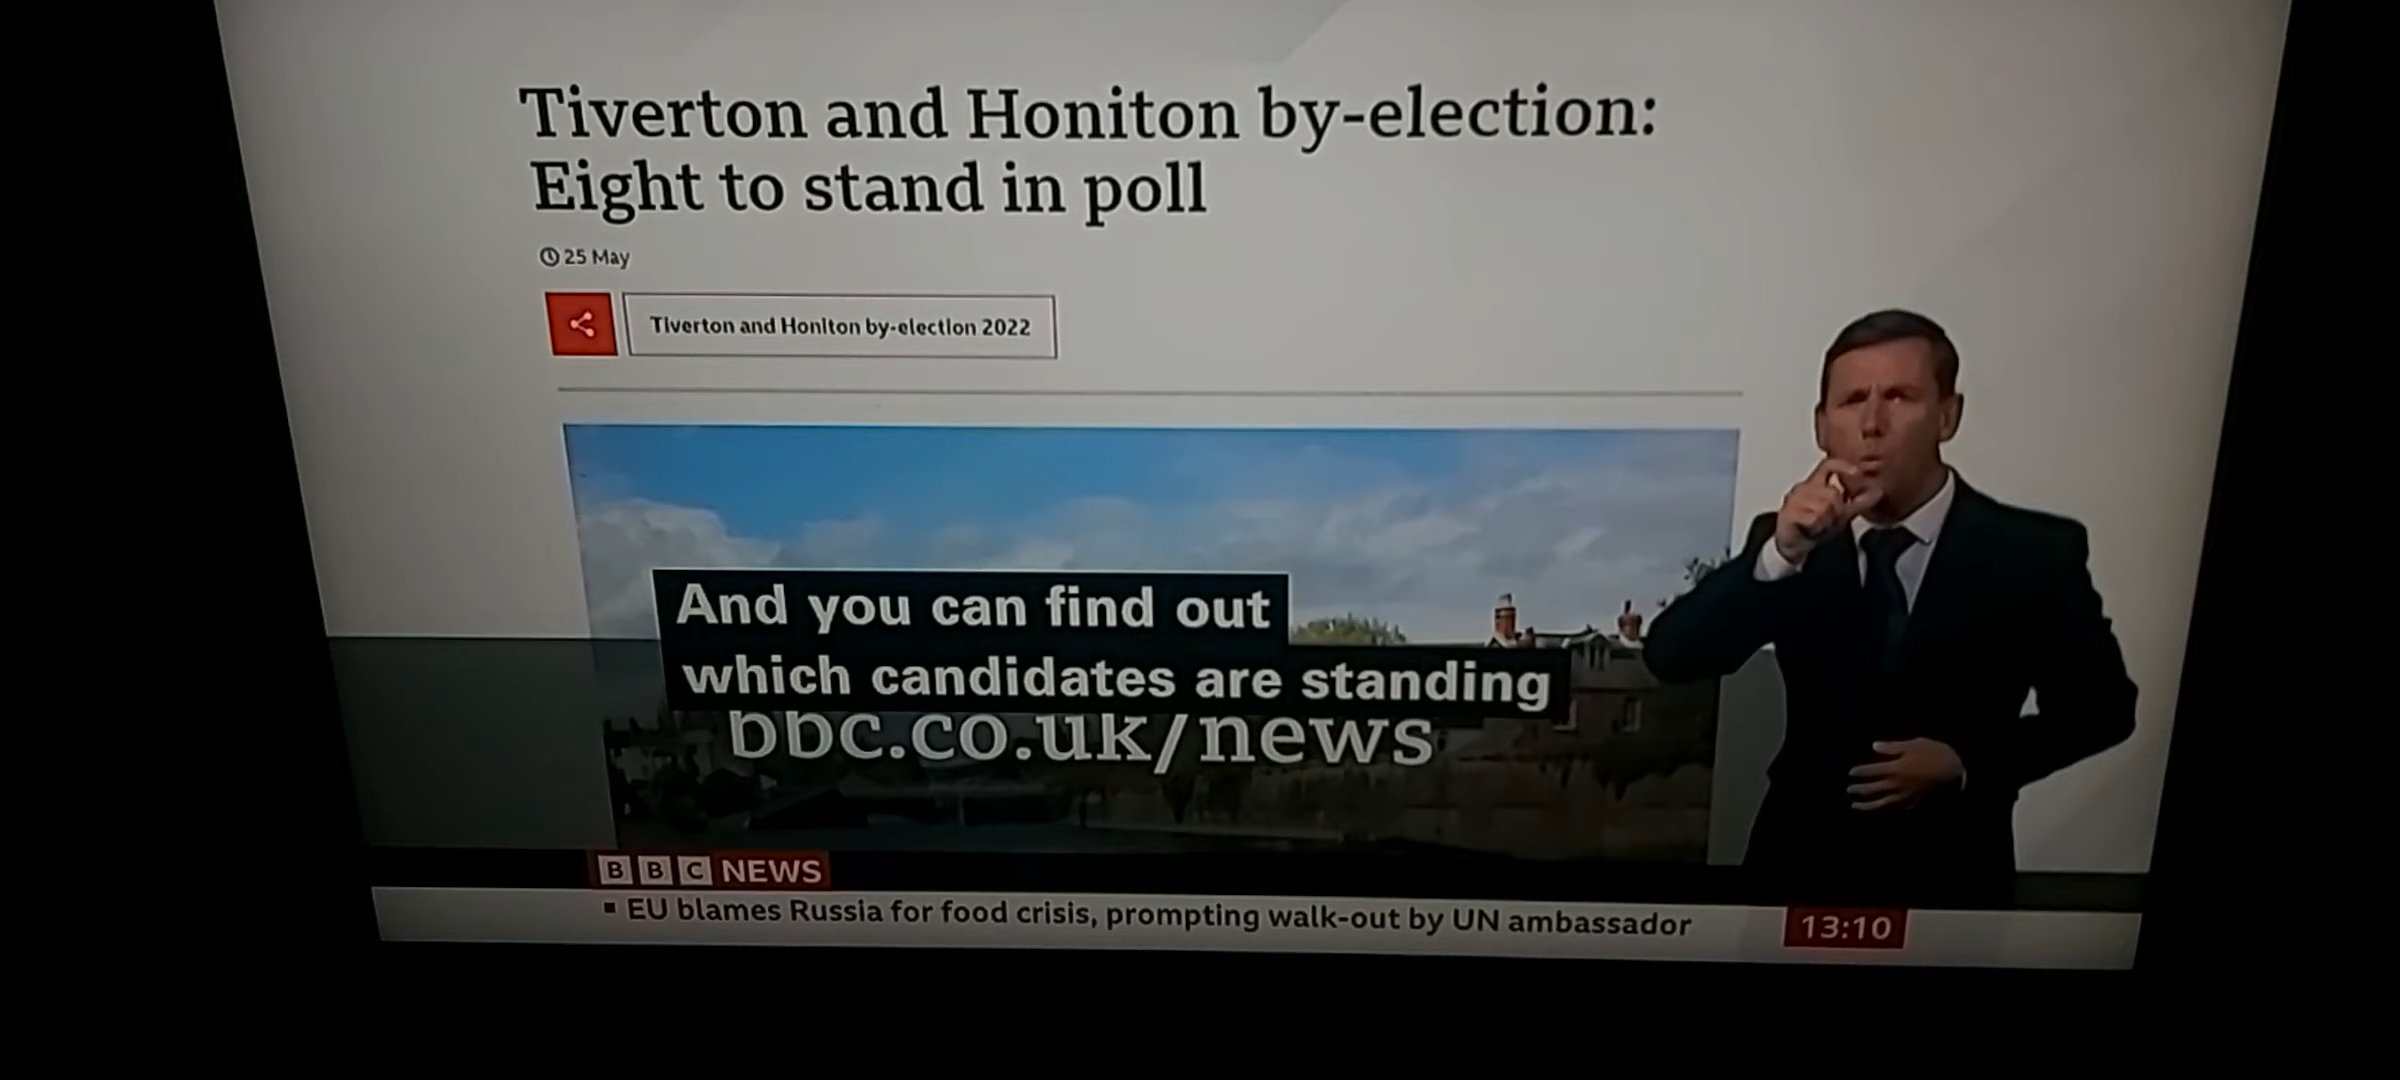 Tiverton and Honiton by-election:
Eight to stand in poll
25 May
Tiverton and Honiton by-election 2022
And you can find out
which candidates are standing
bbc.co.uk/news
BBC NEWS
EU blames Russia for food crisis, prompting walk-out by UN ambassador
13:10